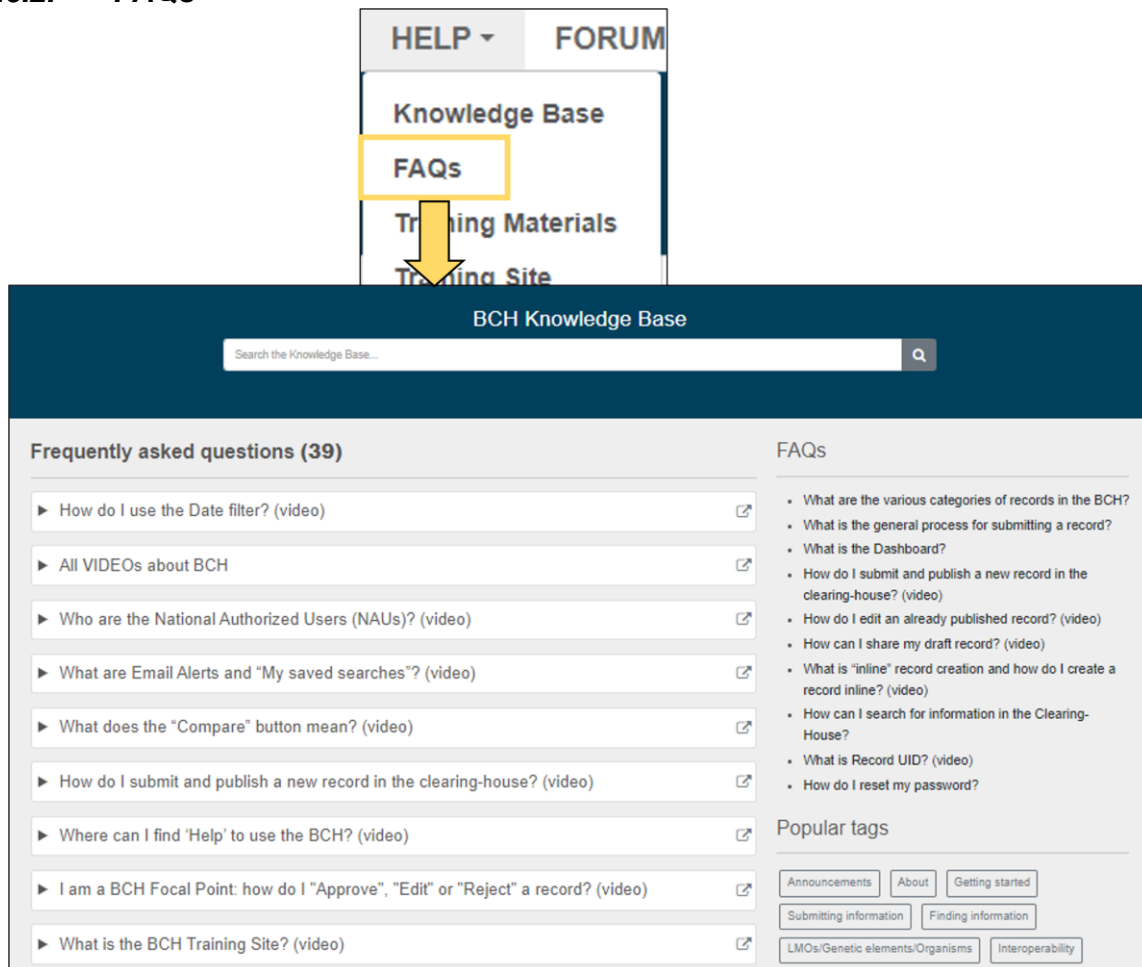 FAQs
HELP
FORUM
Knowledge Base
FAQs
Training Materials
Training Site
BCH Knowledge Base
Search the Knowledge Base...
Frequently asked questions (39)
How do I use the Date filter? (video)
All VIDEOs about BCH
Who are the National Authorized Users (NAUs)? (video)
What are Email Alerts and “My saved searches”? (video)
What does the “Compare” button mean? (video)
How do I submit and publish a new record in the clearing-house? (video)
Where can I find ‘Help’ to use the BCH? (video)
I am a BCH Focal Point: how do I "Approve", "Edit" or "Reject" a record? (video)
What is the BCH Training Site? (video)
FAQs
What are the various categories of records in the BCH?
What is the general process for submitting a record?
What is the Dashboard?
How do I submit and publish a new record in the
clearing-house? (video)
How do I edit an already published record? (video)
How can I share my draft record? (video)
What is “inline” record creation and how do I create a
record inline? (video)
How can I search for information in the Clearing-
House?
What is Record UID? (video)
How do I reset my password?
Popular tags
Announcements About Getting started
Submitting information Finding information
LMOs/Genetic elements/Organisms Interoperability